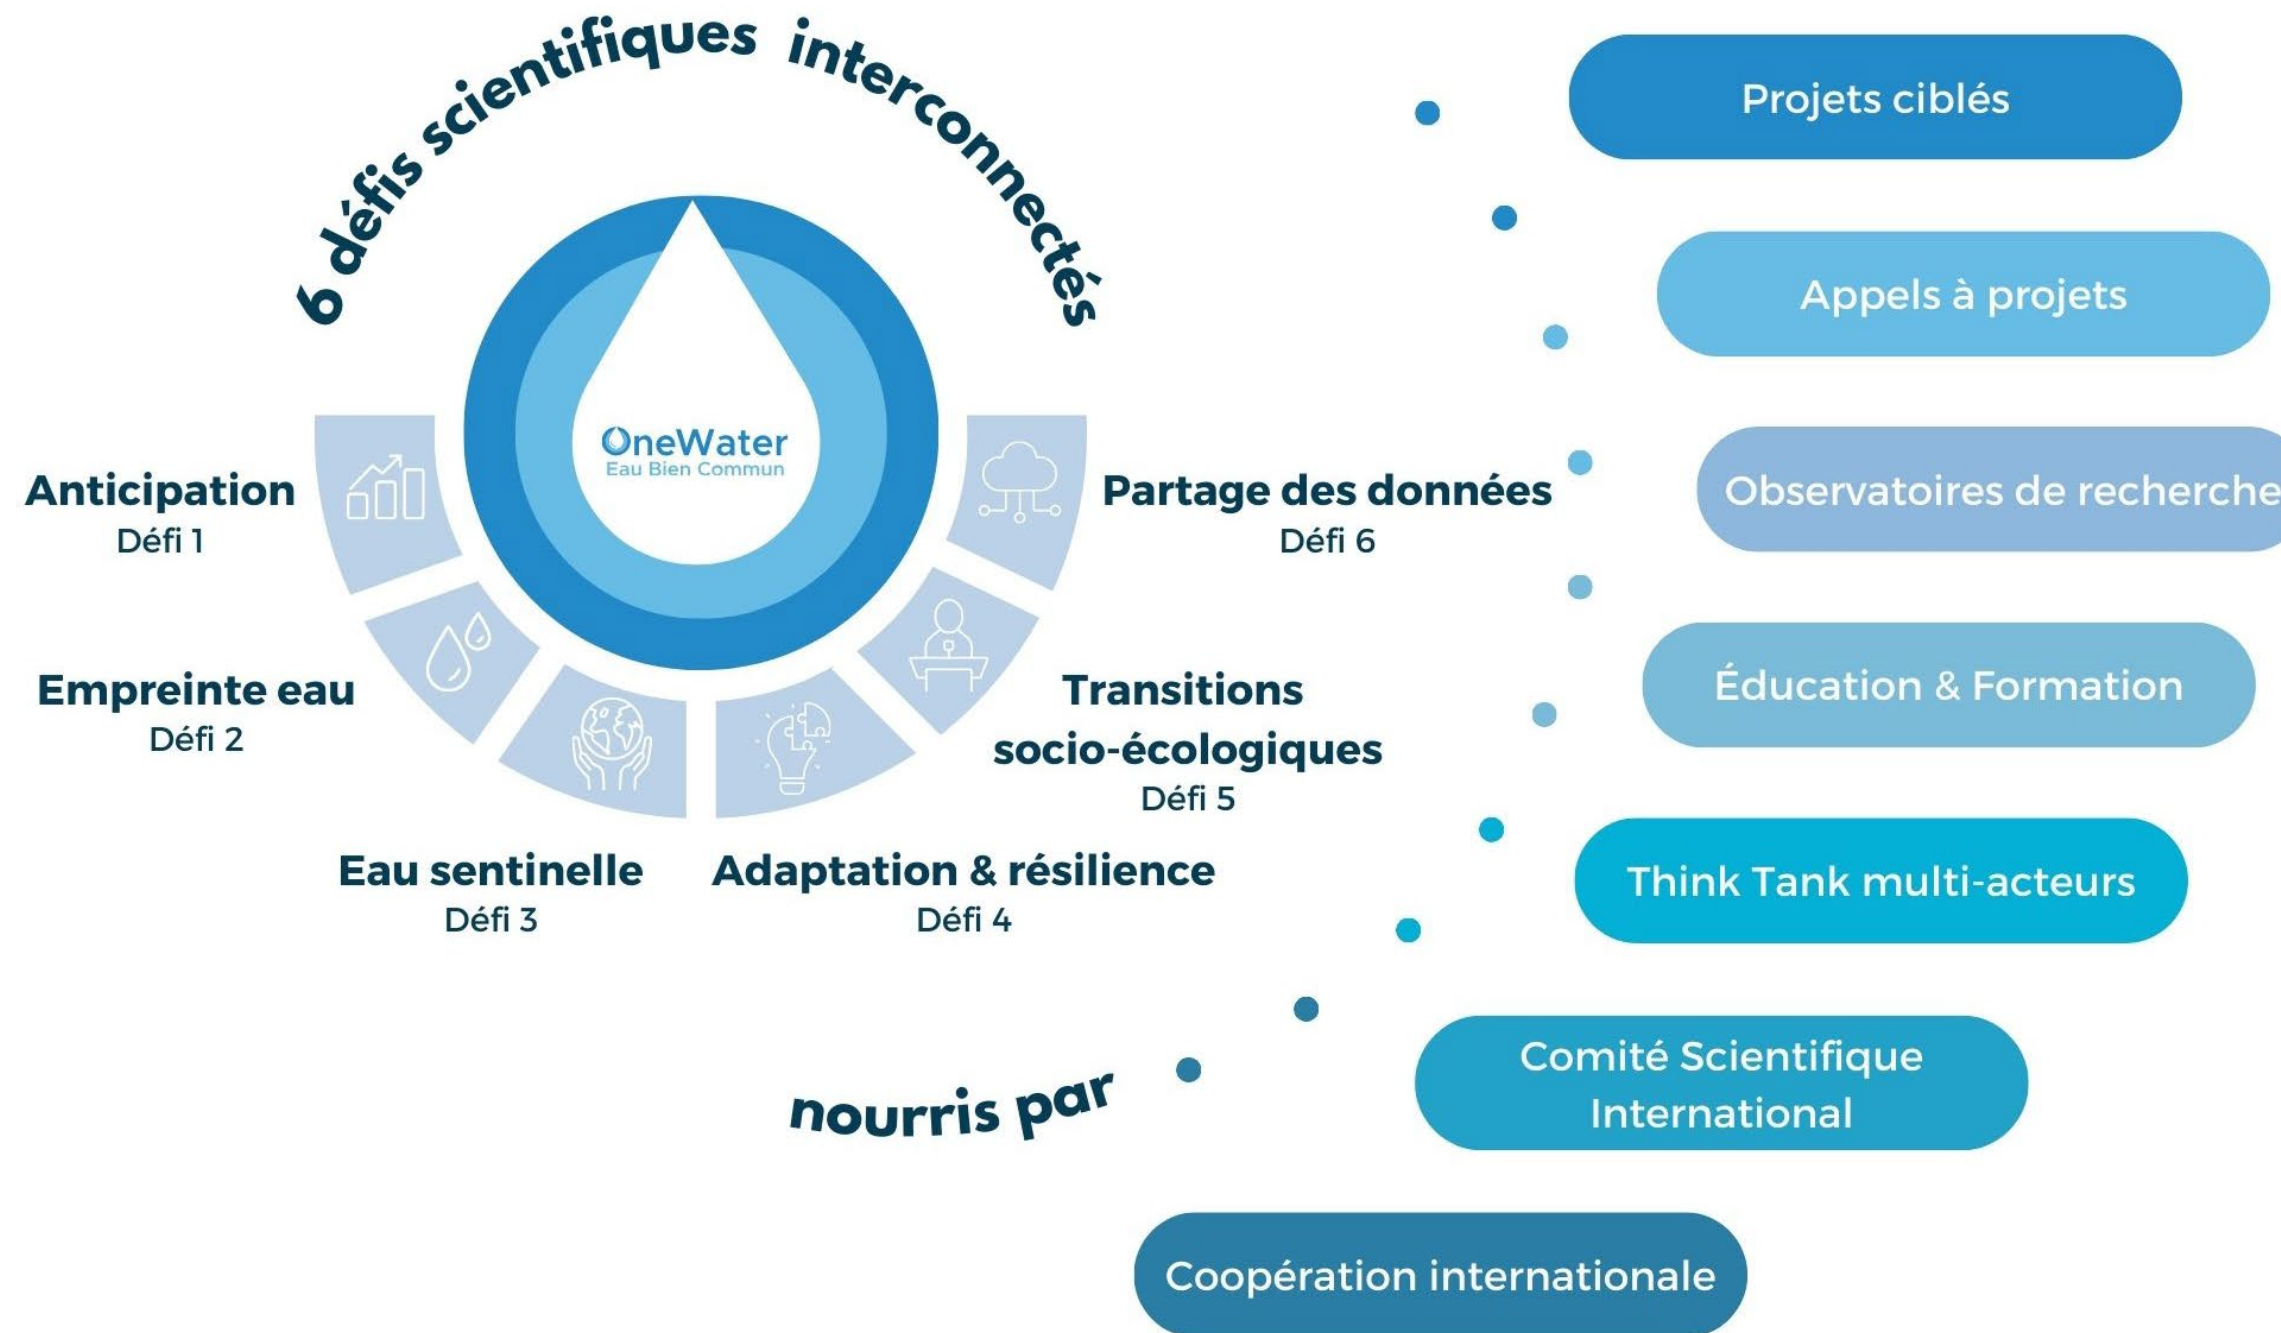 6 défis scientifiques interconnectés
OneWater
Eau Bien Commun
Anticipation
Défi 1
Empreinte eau
Défi 2
Eau sentinelle
Défi 3
Adaptation & résilience
Défi 4
Transitions
socio-écologiques
Défi 5
Partage des données
Défi 6
nourris par
Projets ciblés
Appels à projets
Observatoires de recherche
Éducation & Formation
Think Tank multi-acteurs
Comité Scientifique
International
Coopération internationale